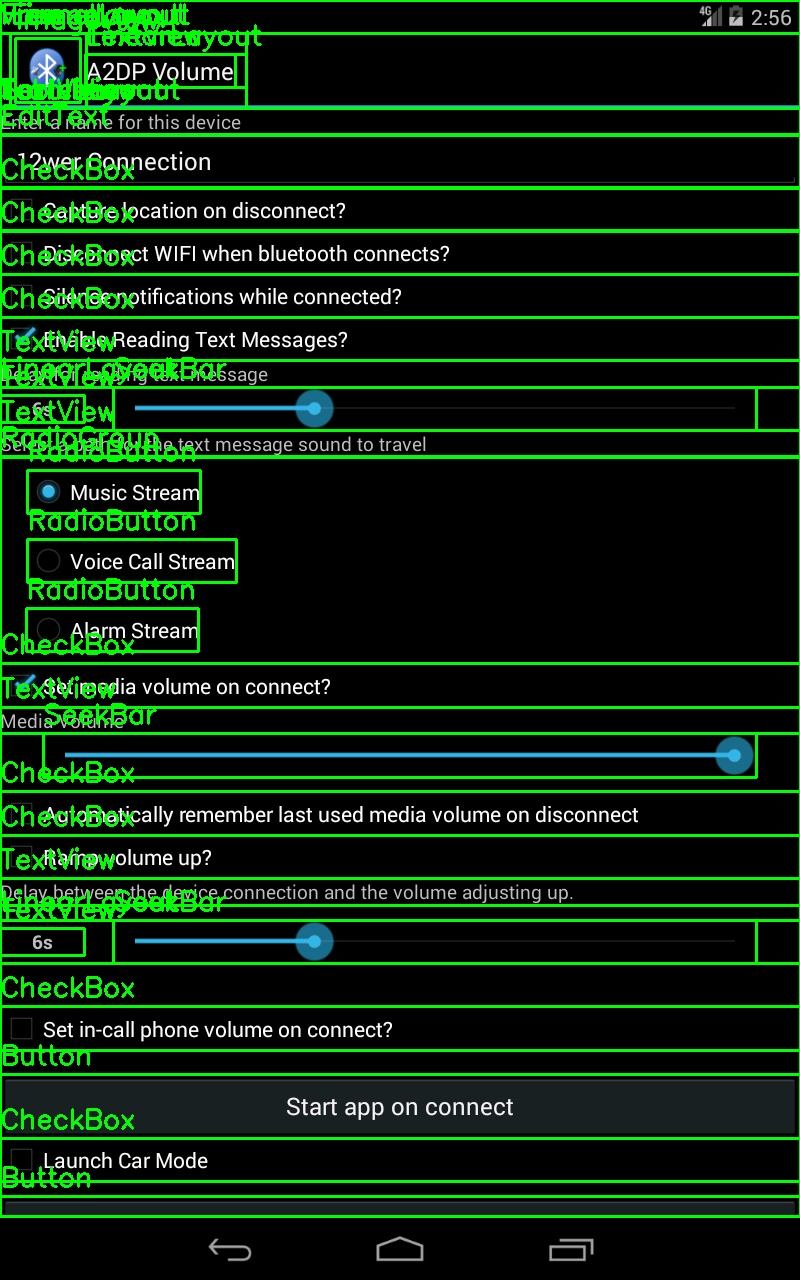 4G 2:56
TextView
A2DP Volume
EditText
Enter a name for this device
12wer Connection
CheckBox
Capture location on disconnect?
CheckBox
Disconnect WIFI when bluetooth connects?
CheckBox
Silence notifications while connected?
CheckBox
Enable Reading Text Messages?
TextView
LinearLayout SeekBar
TextView
Delay for reading text message
6s
TextView
RadioGroup
Select a path for the text message sound to travel
RadioButton
Music Stream
RadioButton
Voice Call Stream
RadioButton
Alarm Stream
CheckBox
Set media volume on connect?
TextView
SeekBar
Media Volume
CheckBox
Automatically remember last used media volume on disconnect
CheckBox
Ramp volume up?
TextView
Delay between the device connection and the volume adjusting up.
LinearLayout SeekBar
TextView
6s
CheckBox
Set in-call phone volume on connect?
Button
Start app on connect
CheckBox
Launch Car Mode
Button